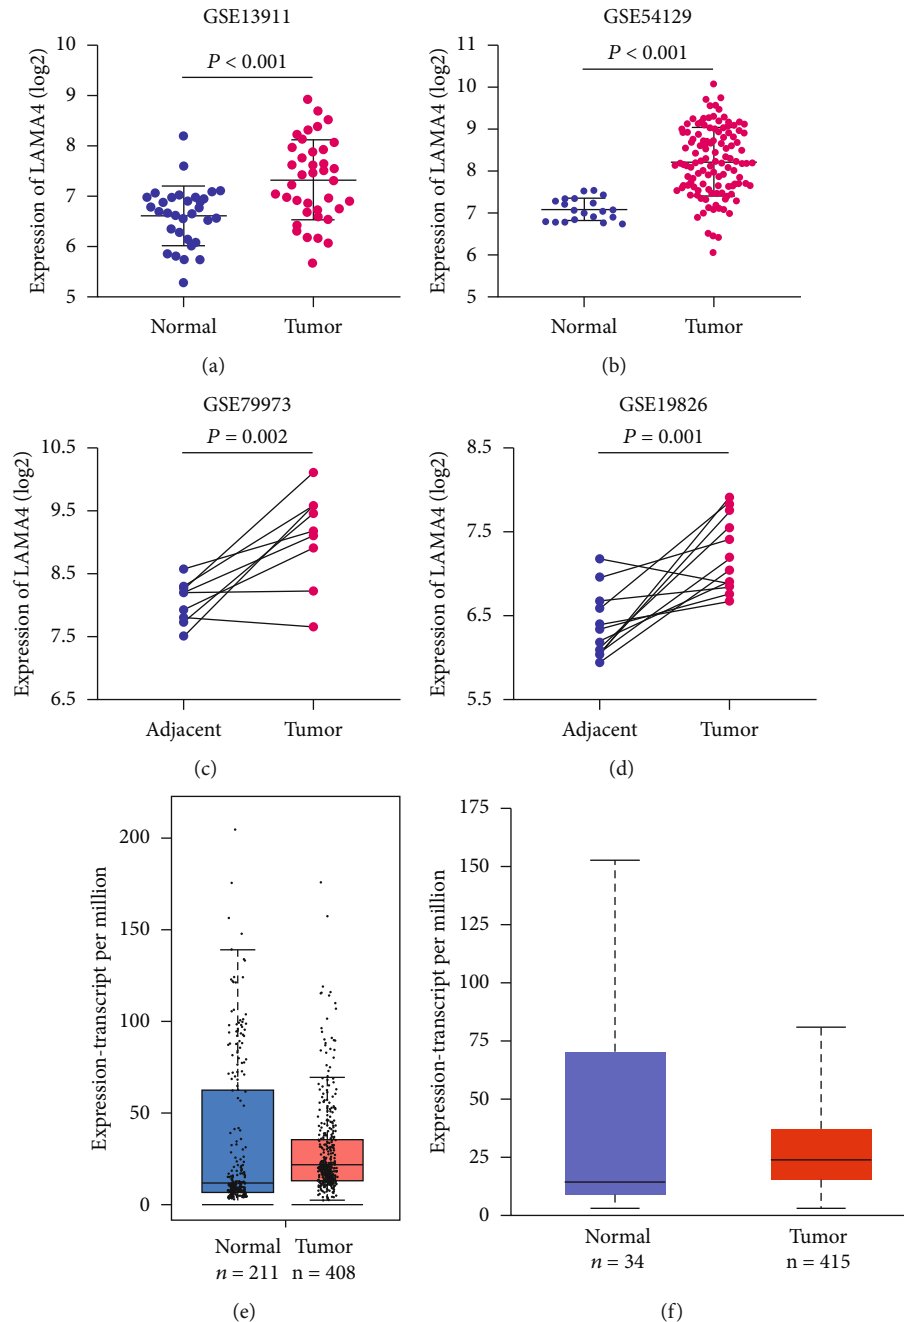 GSE13911
P < 0.001
Expression of LAMA4 (log2)
10
9
8
7
6
5
Normal
Tumor
(a)
GSE54129
P < 0.001
Expression of LAMA4 (log2)
11
10
9
8
7
6
5
Normal
Tumor
(b)
GSE79973
P = 0.002
Expression of LAMA4 (log2)
10.5
9.5
8.5
7.5
6.5
Adjacent
Tumor
(c)
GSE19826
P = 0.001
Expression of LAMA4 (log2)
8.5
7.5
6.5
5.5
Adjacent
Tumor
(d)
Expression-transcript per million
200
150
100
50
0
Normal
n = 211
Tumor
n = 408
(e)
Expression-transcript per million
175
150
125
100
75
25
25
0
Normal
n = 34
Tumor
n = 415
(f)